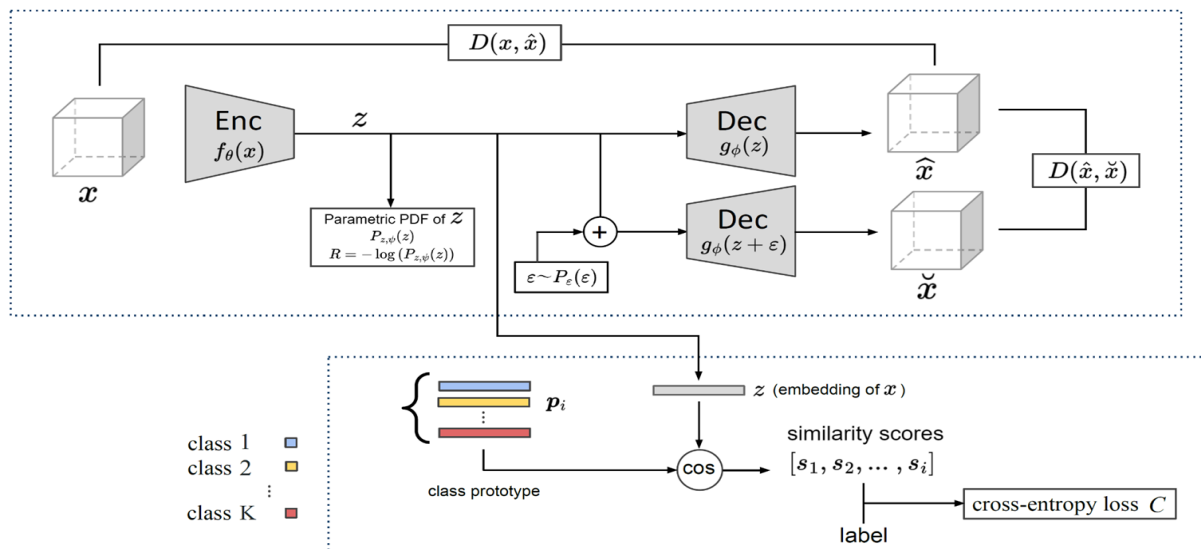 D(x, x̂)
Enc
f_θ(x)
z
Dec
g_ϕ(z)
x
x̂
D(x̂, x̆)
Parametric PDF of z
P_{z,ψ}(z)
R = −log (P_{z,ψ}(z))
+
Dec
g_ϕ(z + ε)
ε∼P_ε(ε)
x̆
p_i
z (embedding of x)
class 1
class 2
⋮
class K
⋮
class prototype
cos
similarity scores
[s_1, s_2, … , s_i]
label
cross-entropy loss C